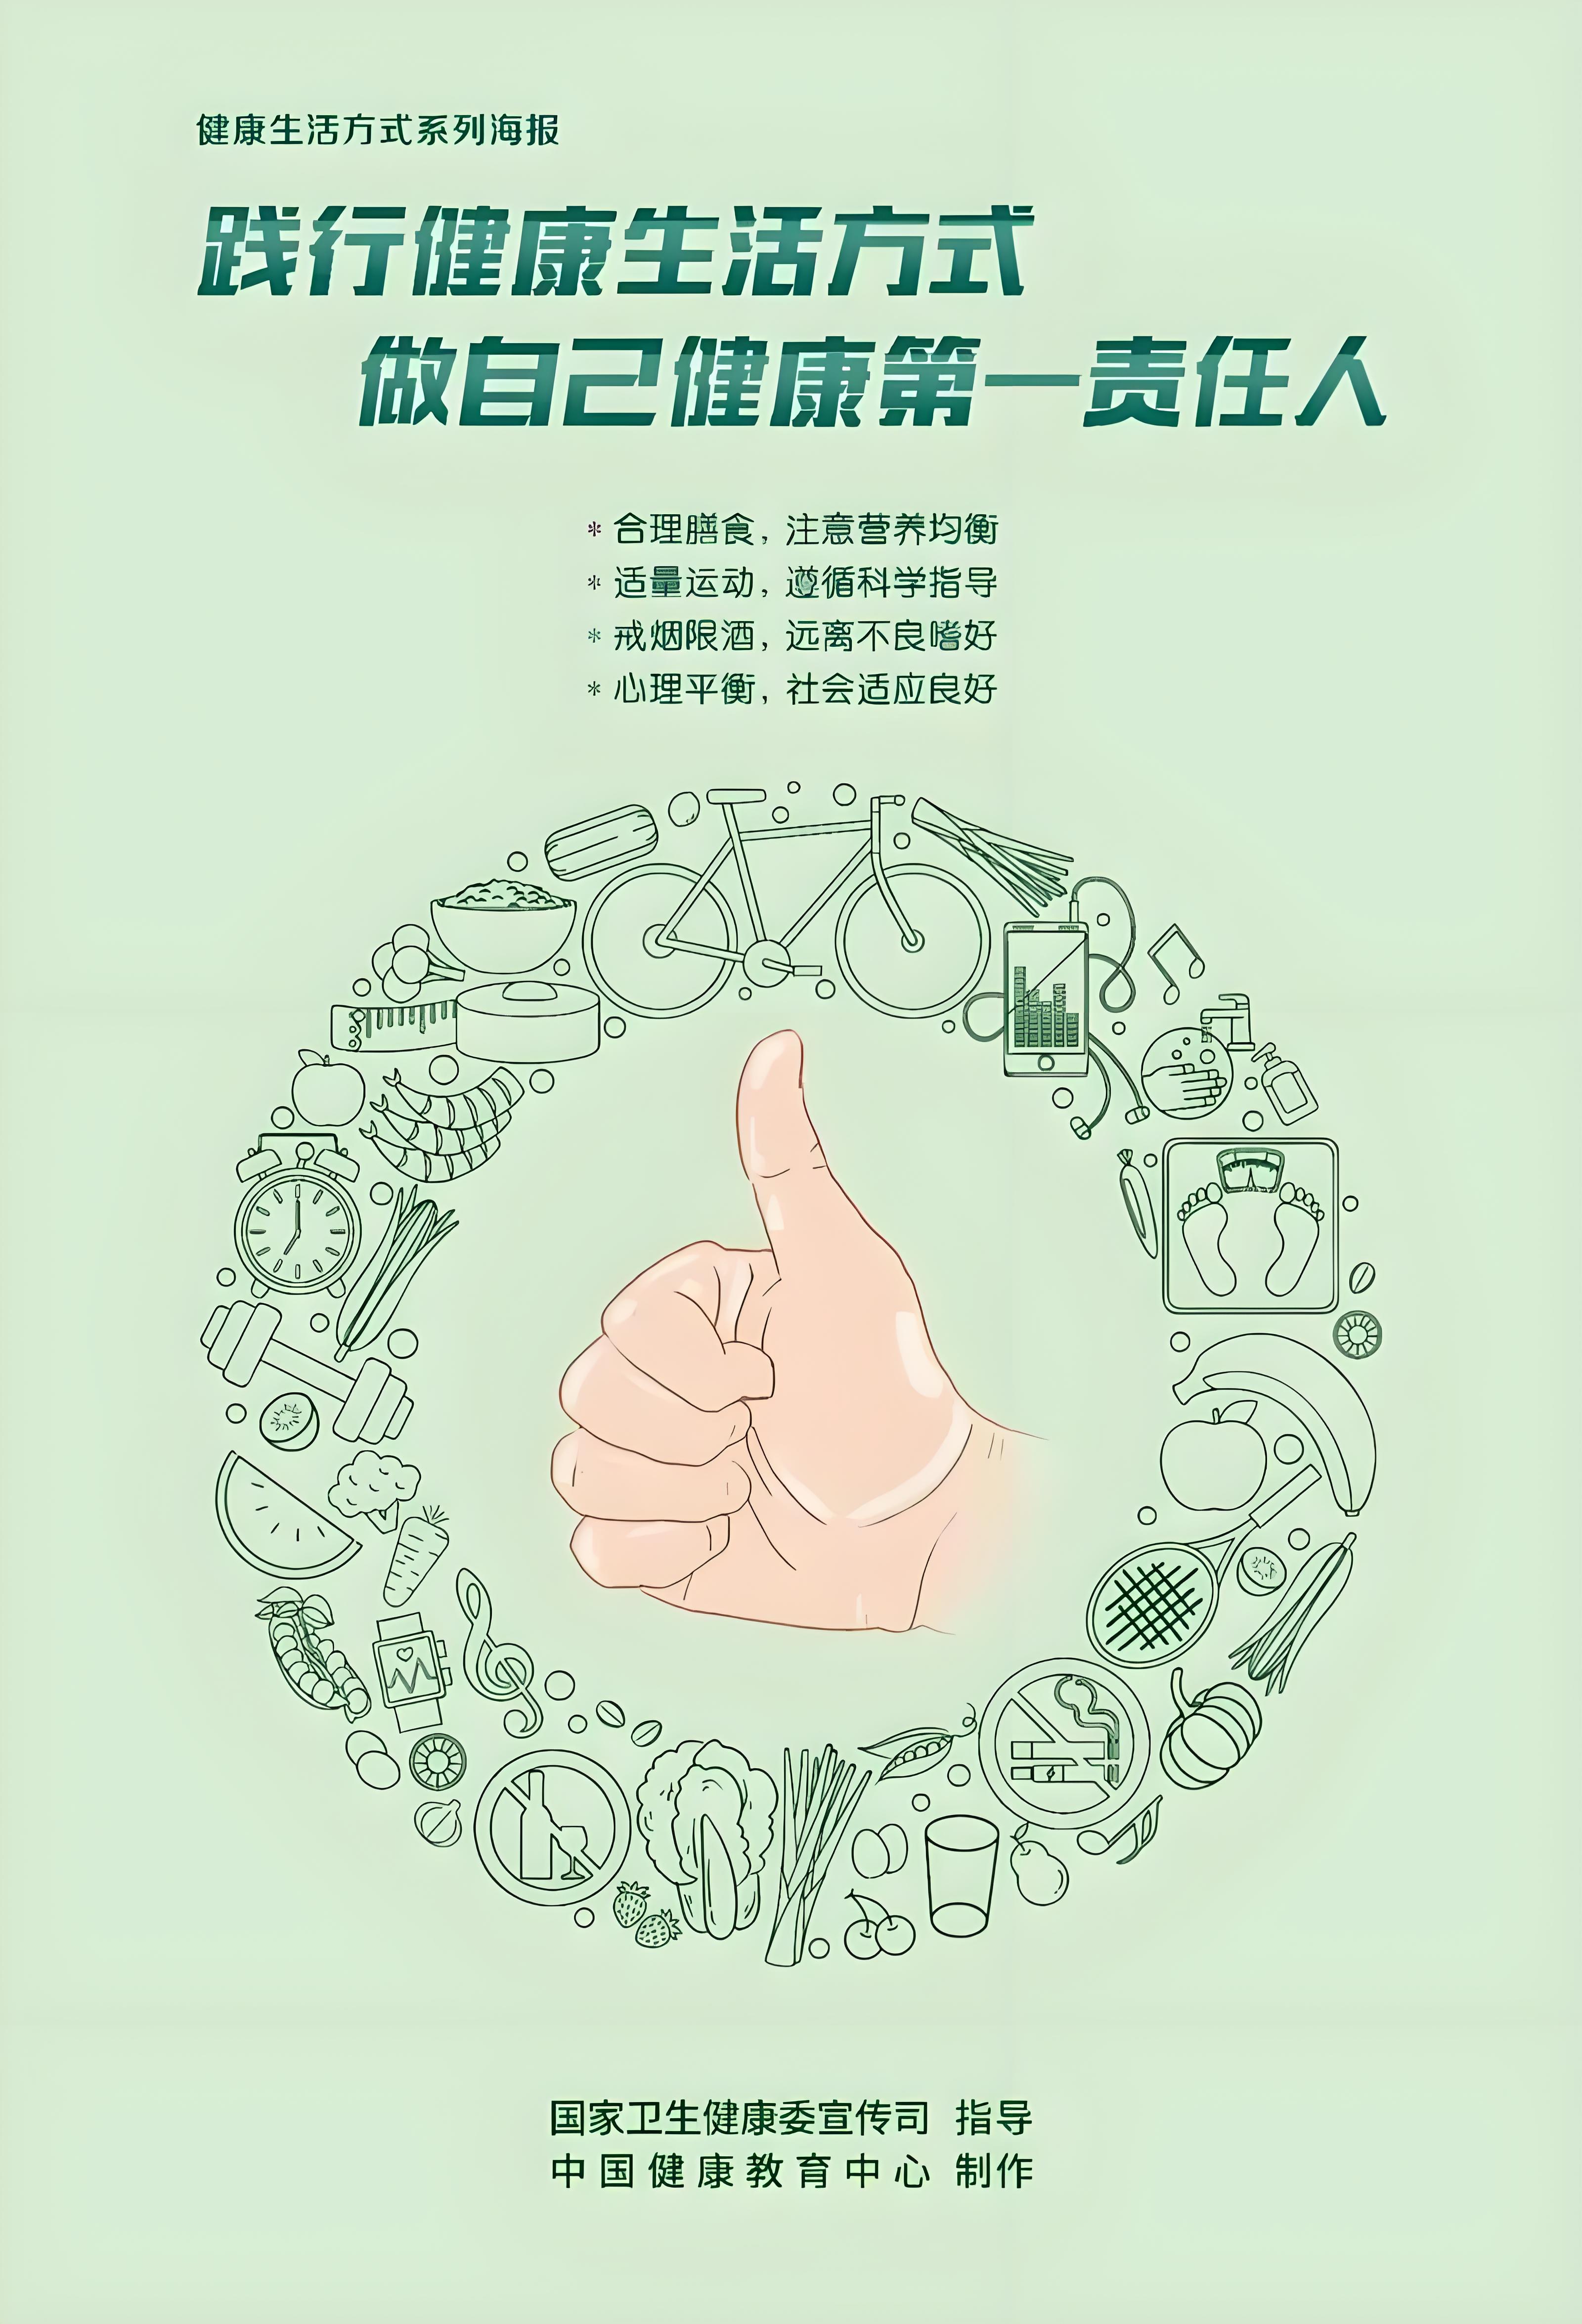 健康生活方式系列海报
践行健康生活方式
做自己健康第一责任人
* 合理膳食，注意营养均衡
* 适量运动，遵循科学指导
* 戒烟限酒，远离不良嗜好
* 心理平衡，社会适应良好
国家卫生健康委宣传司 指导
中国健康教育中心 制作